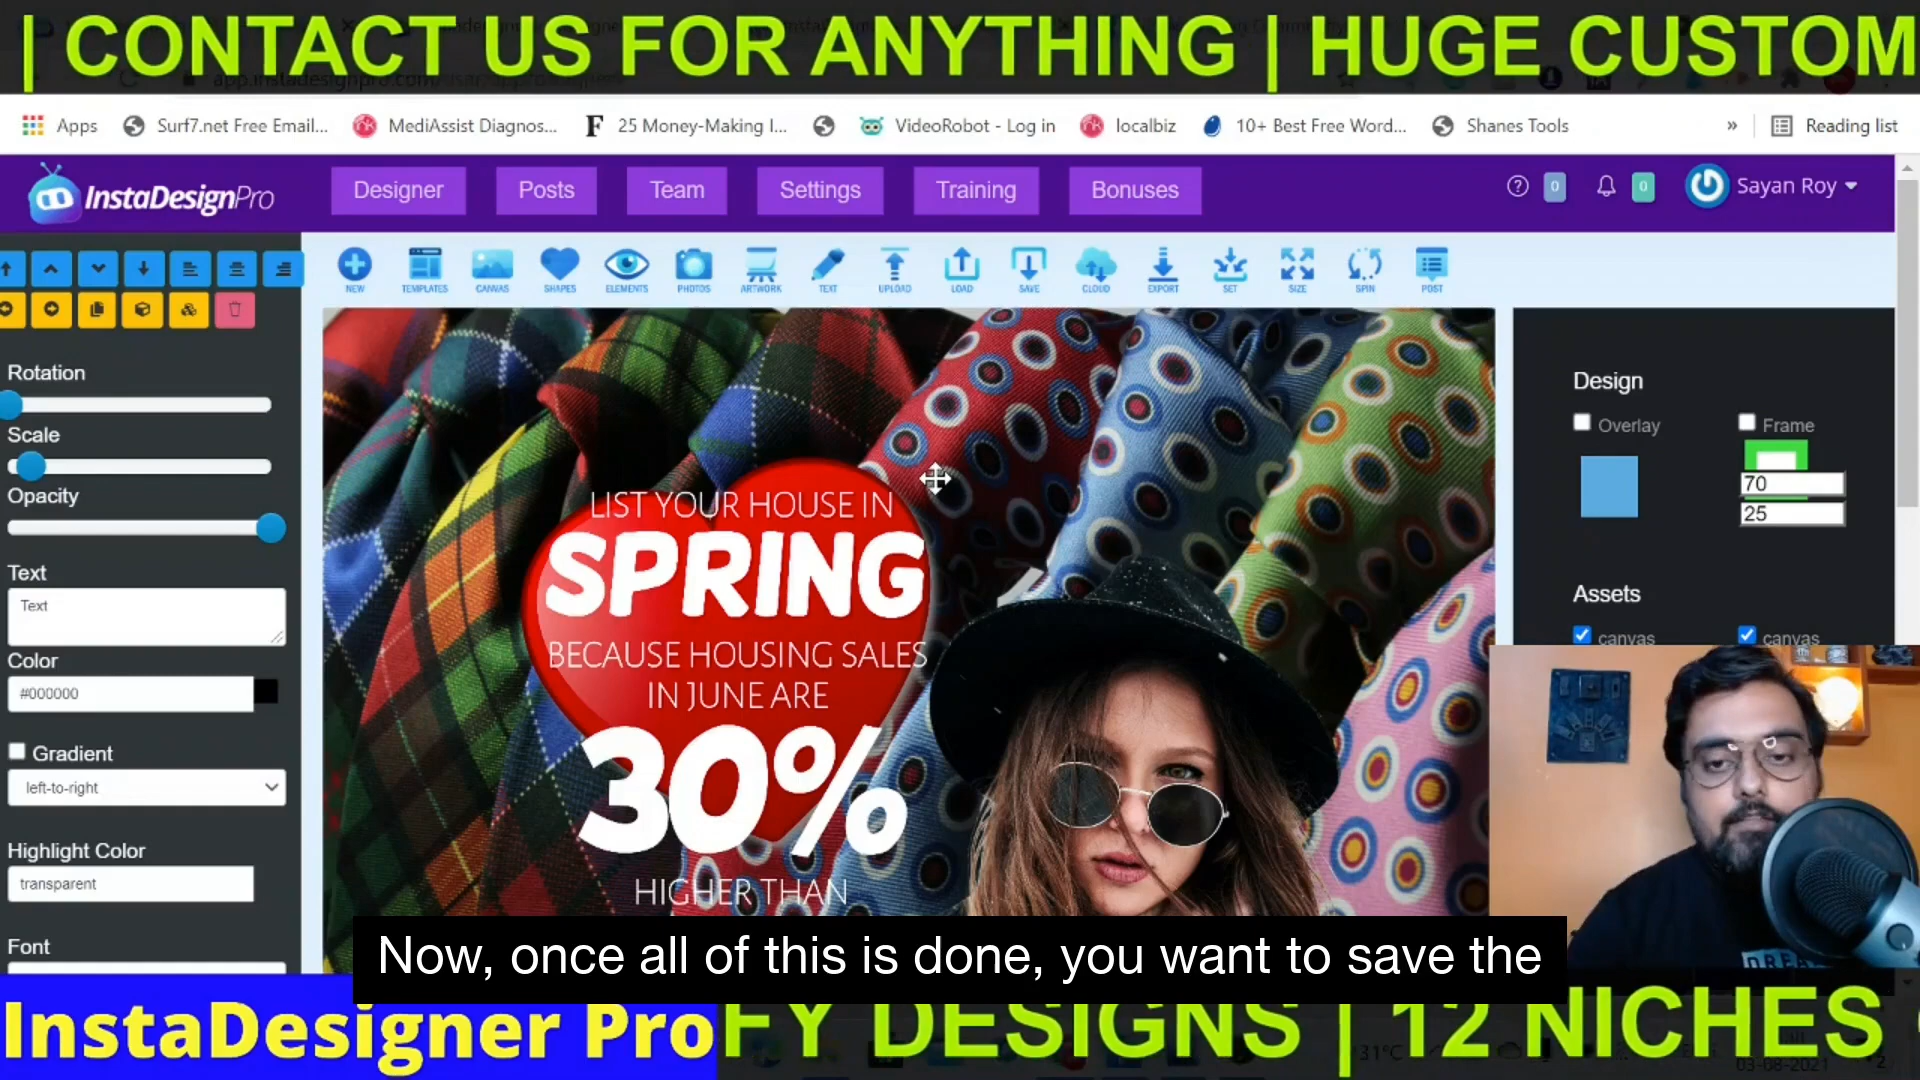 | CONTACT US FOR ANYTHING | HUGE CUSTOM
Apps
Surf7.net Free Email...
MediAssist Diagnos...
25 Money-Making I...
VideoRobot - Log in
localbiz
10+ Best Free Word...
Shanes Tools
»
Reading list
InstaDesignPro
Designer
Posts
Team
Settings
Training
Bonuses
0
0
Sayan Roy
NEW
TEMPLATES
CANVAS
SHAPES
ELEMENTS
PHOTOS
ARTWORK
TEXT
UPLOAD
LOAD
SAVE
CLOUD
EXPORT
SET
SIZE
SPIN
POST
Rotation
Scale
Opacity
Text
Text
Color
#000000
Gradient
left-to-right
Highlight Color
transparent
Font
LIST YOUR HOUSE IN
SPRING
BECAUSE HOUSING SALES
IN JUNE ARE
30%
HIGHER THAN
Design
Overlay
Frame
70
25
Assets
canvas
canvas
Now, once all of this is done, you want to save the
InstaDesigner Pro
FY DESIGNS | 12 NICHES
31°C
03-08-2021